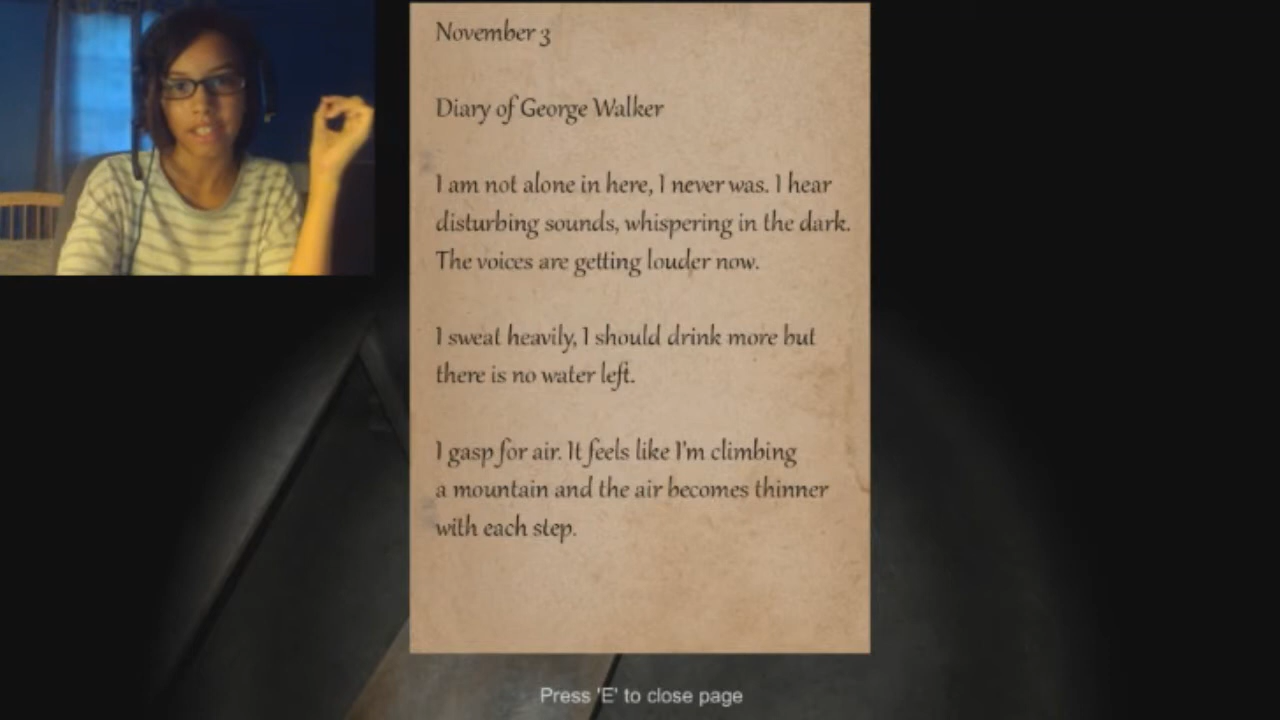 November 3
Diary of George Walker
I am not alone in here, I never was. I hear
disturbing sounds, whispering in the dark.
The voices are getting louder now.
I sweat heavily, I should drink more but
there is no water left.
I gasp for air. It feels like I'm climbing
a mountain and the air becomes thinner
with each step.
Press 'E' to close page